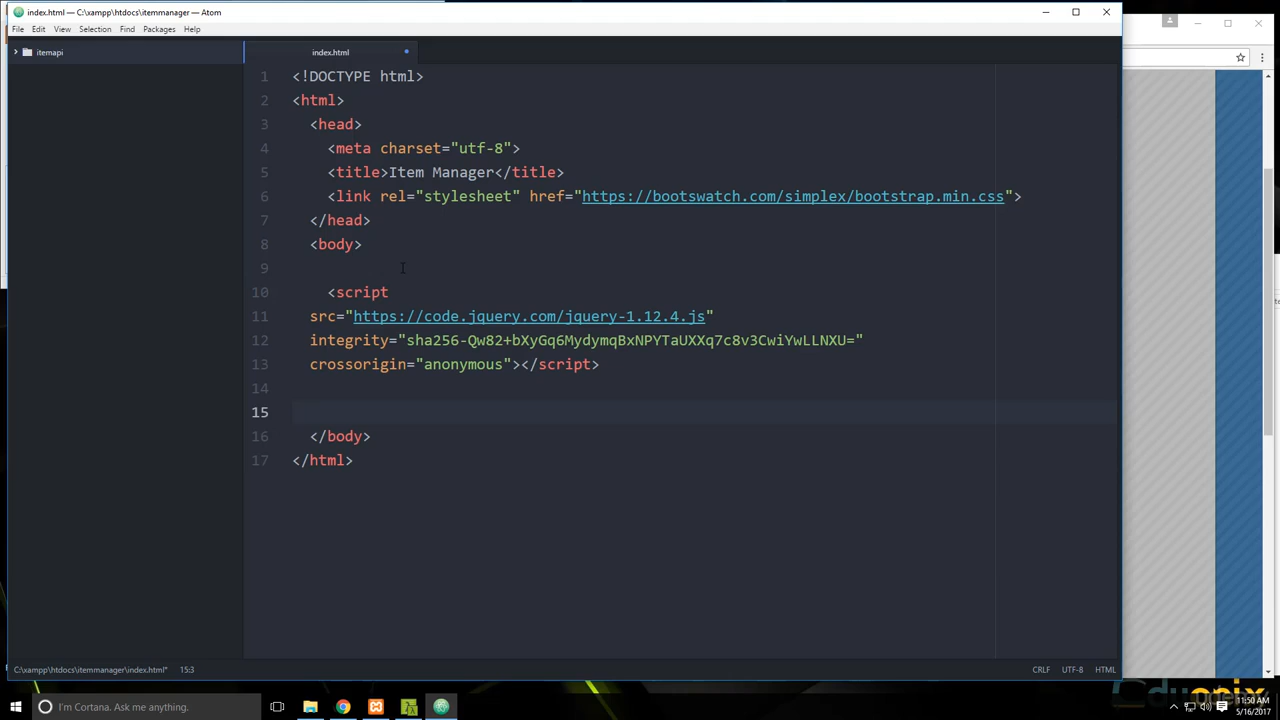 index.html — C:\xampp\htdocs\itemmanager — Atom
File Edit View Selection Find Packages Help
itemapi
index.html
1 <!DOCTYPE html>
2 <html>
3 <head>
4 <meta charset="utf-8">
5 <title>Item Manager</title>
6 <link rel="stylesheet" href="https://bootswatch.com/simplex/bootstrap.min.css">
7 </head>
8 <body>
9
10 <script
11 src="https://code.jquery.com/jquery-1.12.4.js"
12 integrity="sha256-Qw82+bXyGq6MydymqBxNPYTaUXXq7c8v3CwiYwLLNXU="
13 crossorigin="anonymous"></script>
14
15
16 </body>
17 </html>
C:\xampp\htdocs\itemmanager\index.html* 15:3 CRLF UTF-8 HTML
I'm Cortana. Ask me anything.
11:50 AM
5/16/2017